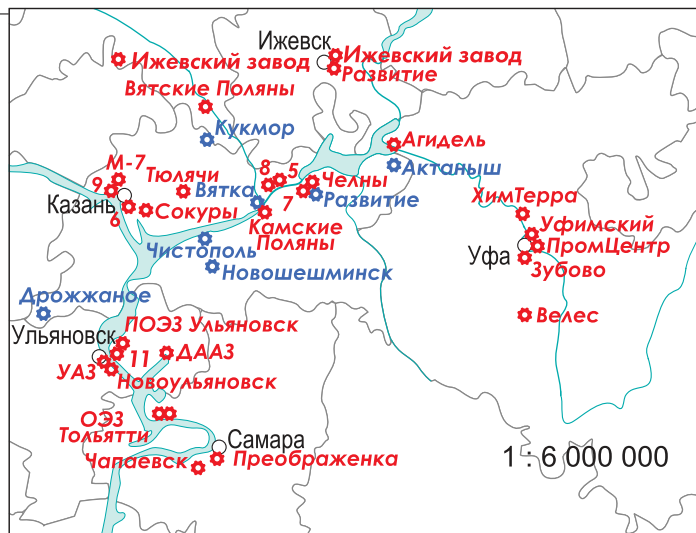 Ижевск
Ижевский завод
Ижевский завод
Развитие
Вятские Поляны
Кукмор
Агидель
Актаныш
М-7
Тюлячи
8
5
Челны
9
Вятка
7
Развитие
ХимТерра
Казань
6
Сокуры
Камские
Поляны
Уфимский
ПромЦентр
Чистополь
Уфа
Зубово
Новошешминск
Дрожжаное
Велес
ПОЭЗ Ульяновск
Ульяновск
11
ДААЗ
УАЗ
Новоульяновск
ОЭЗ
Тольятти
Самара
Чапаевск
Преображенка
1 : 6 000 000